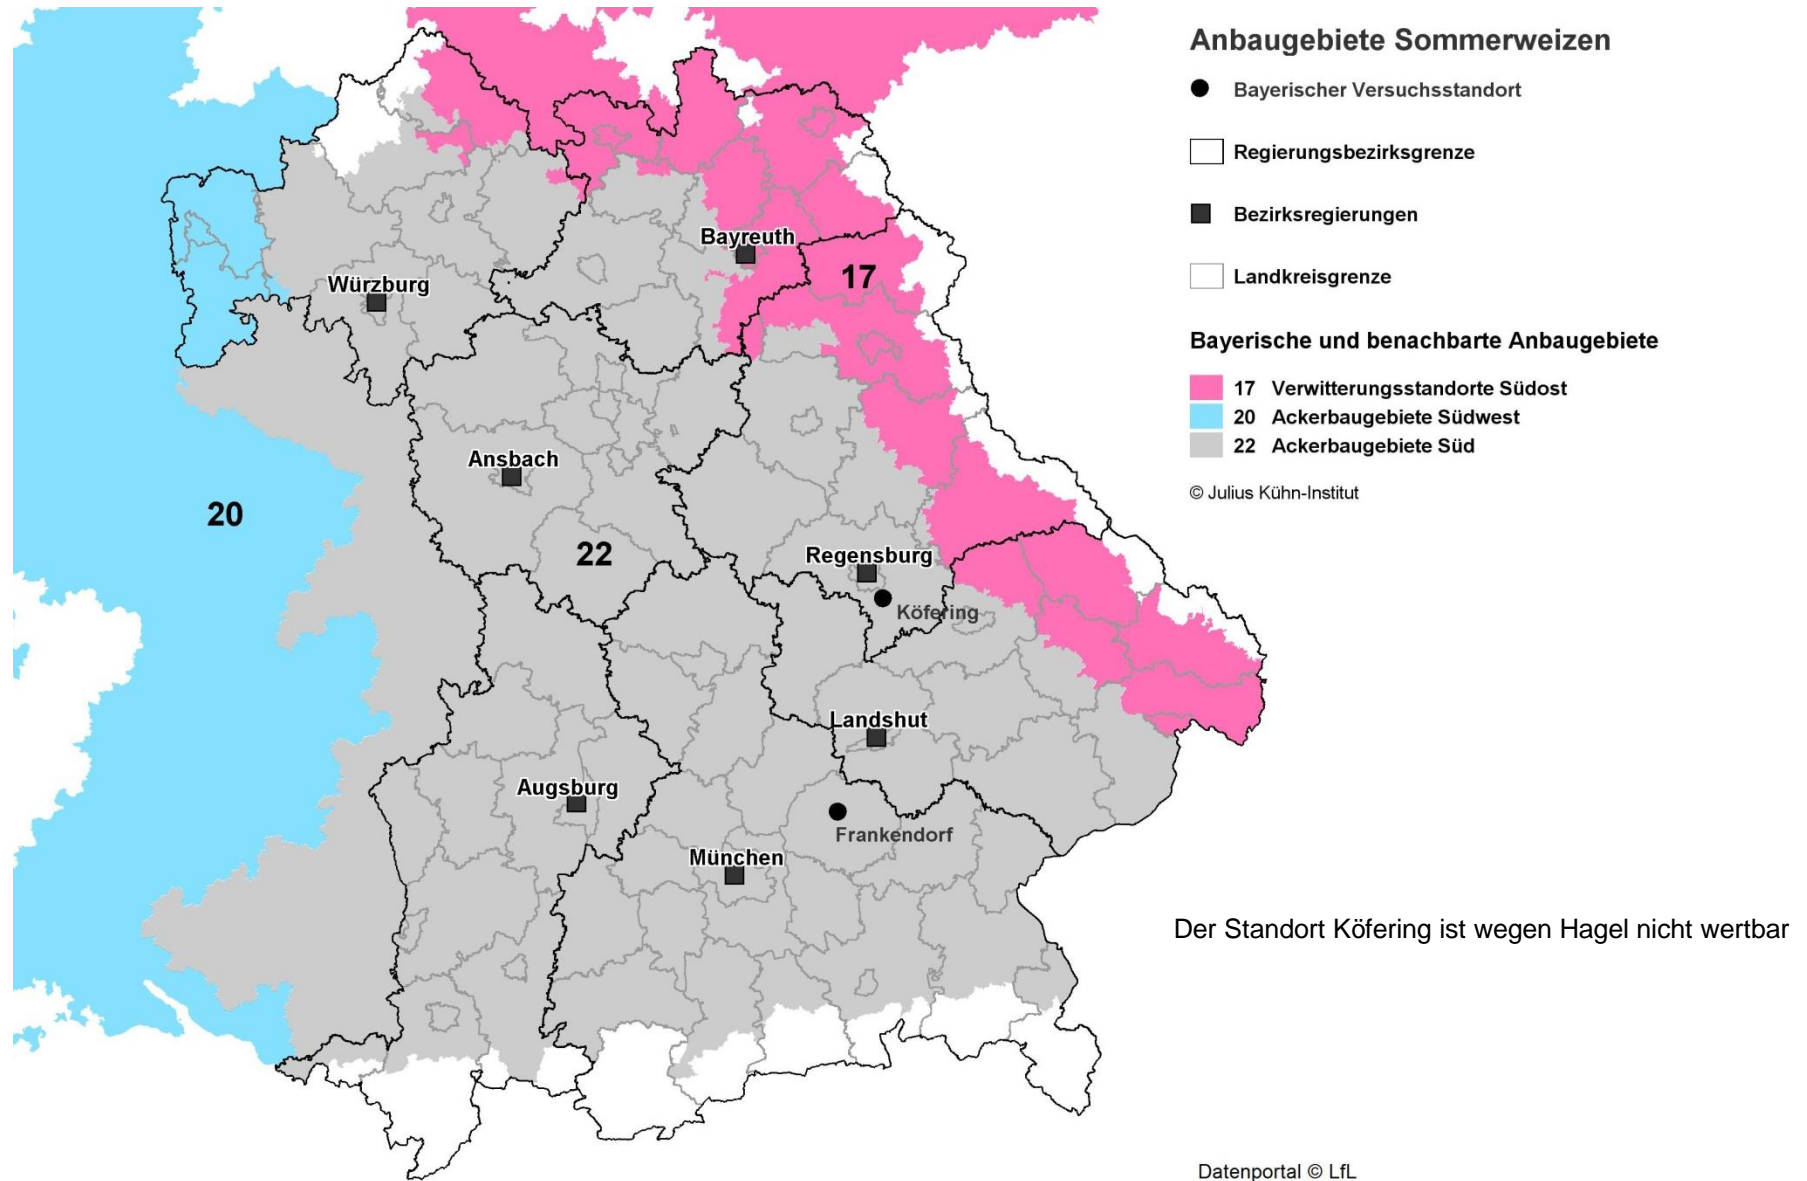 Anbaugebiete Sommerweizen
Bayerischer Versuchsstandort
Regierungsbezirksgrenze
Bezirksregierungen
Landkreisgrenze
Bayerische und benachbarte Anbaugebiete
17 Verwitterungsstandorte Südost
20 Ackerbaugebiete Südwest
22 Ackerbaugebiete Süd
© Julius Kühn-Institut
Bayreuth
17
Würzburg
Ansbach
20
22
Regensburg
Köfering
Landshut
Augsburg
Frankendorf
München
Der Standort Köfering ist wegen Hagel nicht wertbar
Datenportal © LfL